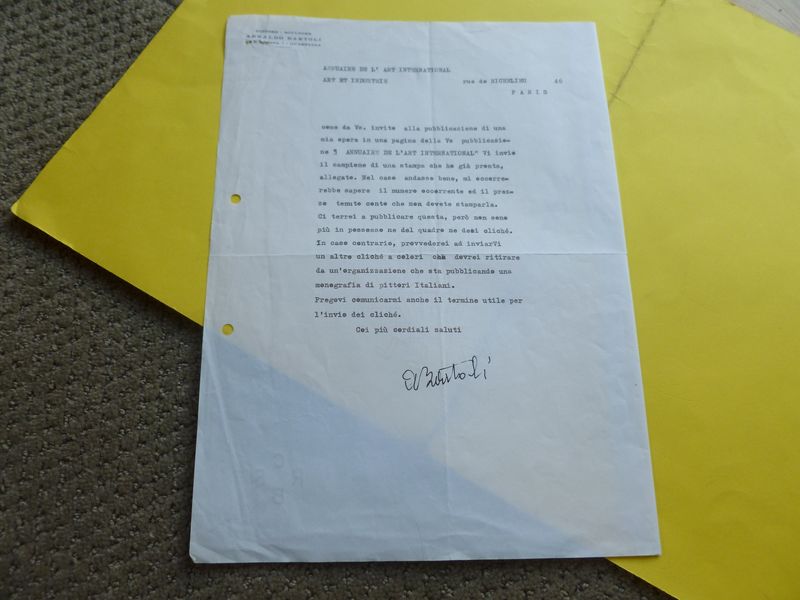 ARNALDO BARTOLI
ANNUAIRE DE L' ART INTERNATIONAL
ART ET INDUSTRIE rue de RICHELIEU 46
PARIS
come da Vs. invito alla pubblicazione di una
mia opera in una pagina della Vs pubblicazio-
ne " ANNUAIRE DE L'ART INTERNATIONAL" Vi invio
il campione di una stampa che ho già pronta,
allegato. Nel caso andasse bene, mi occorre-
rebbe sapere il numero occorrente ed il prez-
zo tenuto conto che non dovete stamparla.
Ci terrei a pubblicare questa, però non sono
più in possesso ne del quadro ne dei cliché.
In caso contrario, provvederei ad inviarVi
un altro cliché a colori che dovrei ritirare
da un'organizzazione che sta pubblicando una
monografia di pittori Italiani.
Pregovi comunicarmi anche il termine utile per
l'invio dei cliché.
Coi più cordiali saluti
ABartoli